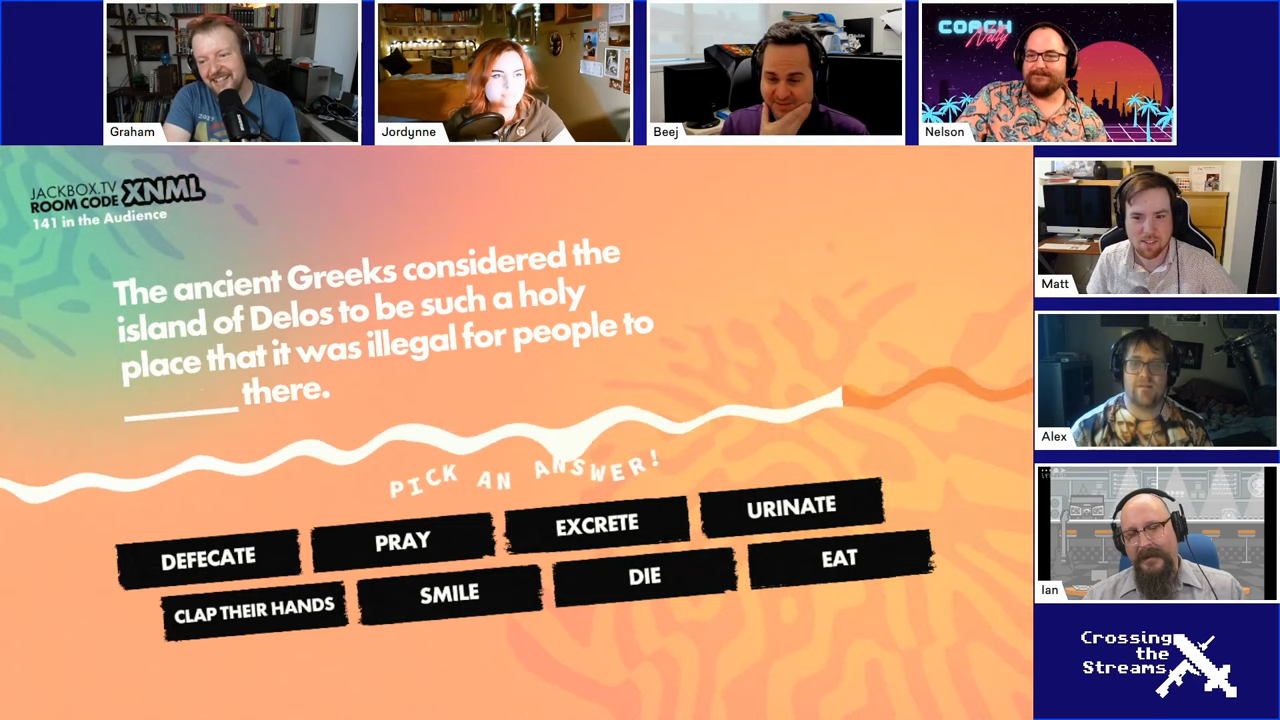 COACH
Nelly
Graham
Jordynne
Beej
Nelson
JACKBOX.TV
ROOM CODE XNML
141 in the Audience
The ancient Greeks considered the
island of Delos to be such a holy
place that it was illegal for people to
______ there.
PICK AN ANSWER!
DEFECATE
PRAY
EXCRETE
URINATE
CLAP THEIR HANDS
SMILE
DIE
EAT
Matt
Alex
Ian
Crossing
the
Streams